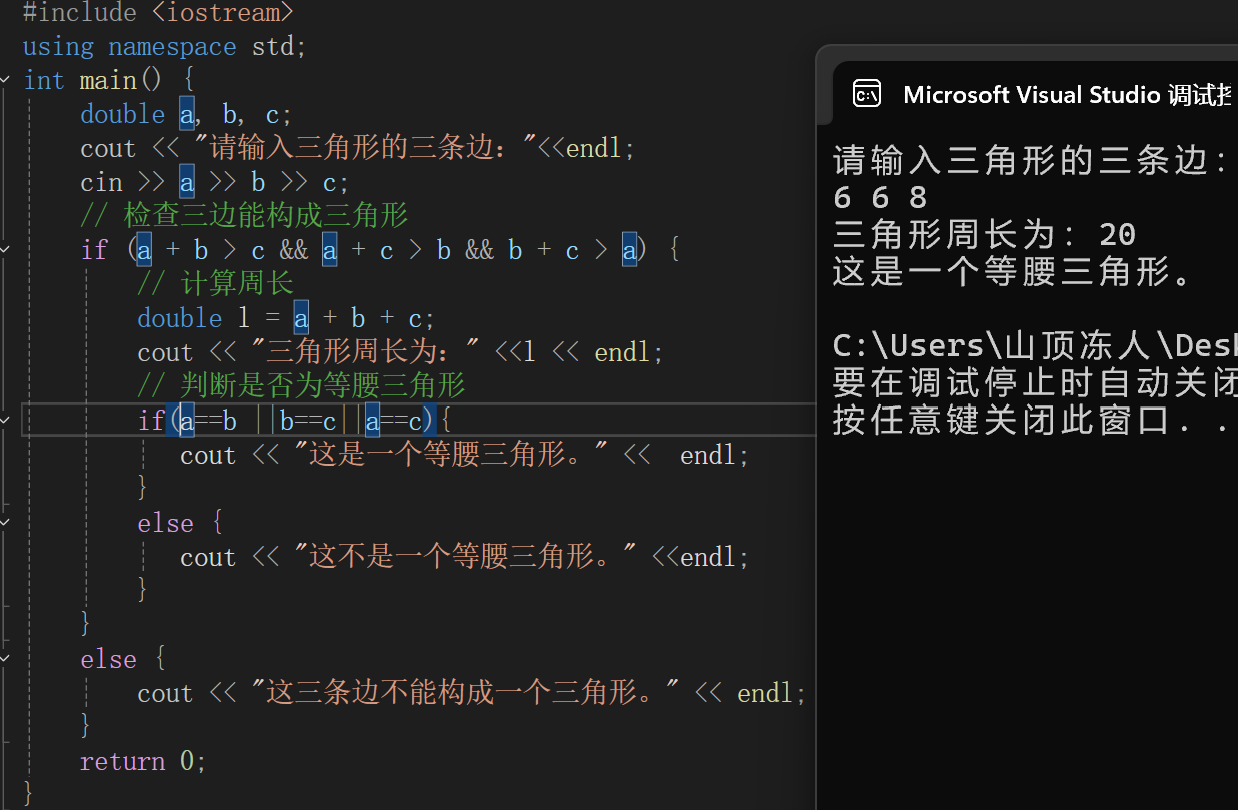 #include <iostream>
using namespace std;
int main() {
double a, b, c;
cout << "请输入三角形的三条边: "<<endl;
cin >> a >> b >> c;
// 检查三边能构成三角形
if (a + b > c && a + c > b && b + c > a) {
// 计算周长
double l = a + b + c;
cout << "三角形周长为: " <<l << endl;
// 判断是否为等腰三角形
if(a==b ||b==c||a==c){
cout << "这是一个等腰三角形。" <<  endl;
}
else {
cout << "这不是一个等腰三角形。" <<endl;
}
}
else {
cout << "这三条边不能构成一个三角形。" << endl;
}
return 0;
}
Microsoft Visual Studio 调试
请输入三角形的三条边:
6 6 8
三角形周长为: 20
这是一个等腰三角形。
C:\Users\山顶冻人\Desk
要在调试停止时自动关闭
按任意键关闭此窗口. .